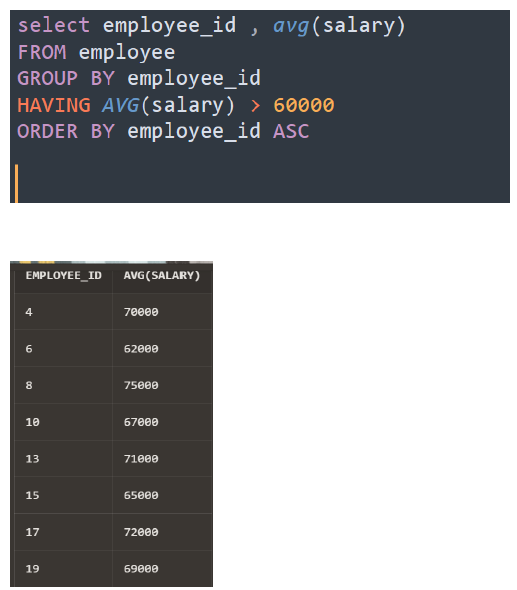 select employee_id , avg(salary)
FROM employee
GROUP BY employee_id
HAVING AVG(salary) > 60000
ORDER BY employee_id ASC
EMPLOYEE_ID AVG(SALARY)
4 70000
6 62000
8 75000
10 67000
13 71000
15 65000
17 72000
19 69000